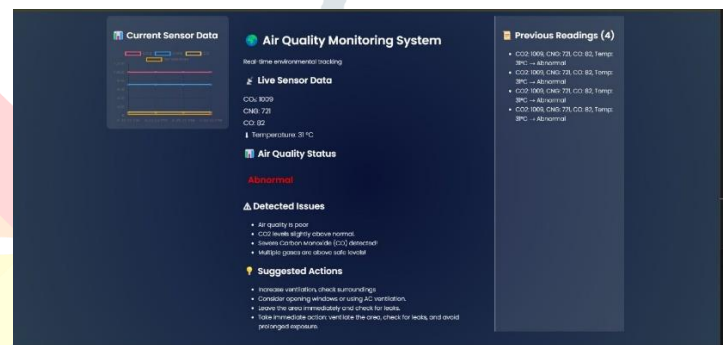 Current Sensor Data
Air Quality Monitoring System
Real-time environmental tracking
Live Sensor Data
CO₂: 1009
CNG: 721
CO: 82
Temperature: 31 °C
Air Quality Status
Abnormal
Detected Issues
Air quality is poor
CO2 levels slightly above normal.
Severe Carbon Monoxide (CO) detected!
Multiple gases are above safe levels!
Suggested Actions
Increase ventilation, check surroundings
Consider opening windows or using AC ventilation.
Leave the area immediately and check for leaks.
Take immediate action: ventilate the area, check for leaks, and avoid
prolonged exposure.
Previous Readings (4)
CO2: 1009, CNG: 721, CO: 82, Temp:
31°C → Abnormal
CO2: 1009, CNG: 721, CO: 82, Temp:
31°C → Abnormal
CO2: 1009, CNG: 721, CO: 82, Temp:
31°C → Abnormal
CO2: 1009, CNG: 721, CO: 82, Temp:
31°C → Abnormal